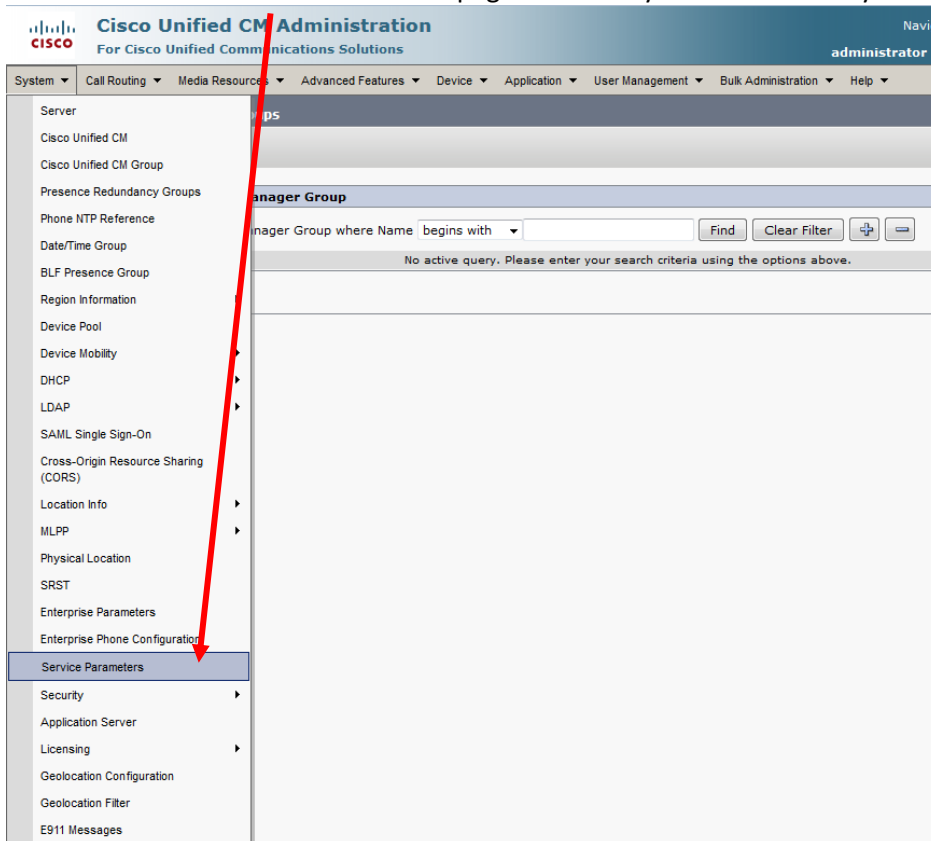 Cisco Unified CM Administration
Navi
CISCO
For Cisco Unified Communications Solutions
administrator
System Call Routing Media Resources Advanced Features Device Application User Management Bulk Administration Help
Server
ups
Cisco Unified CM
Cisco Unified CM Group
Presence Redundancy Groups
anager Group
Phone NTP Reference
nager Group where Name begins with Find Clear Filter
Date/Time Group
No active query. Please enter your search criteria using the options above.
BLF Presence Group
Region Information
Device Pool
Device Mobility
DHCP
LDAP
SAML Single Sign-On
Cross-Origin Resource Sharing
(CORS)
Location Info
MLPP
Physical Location
SRST
Enterprise Parameters
Enterprise Phone Configuration
Service Parameters
Security
Application Server
Licensing
Geolocation Configuration
Geolocation Filter
E911 Messages